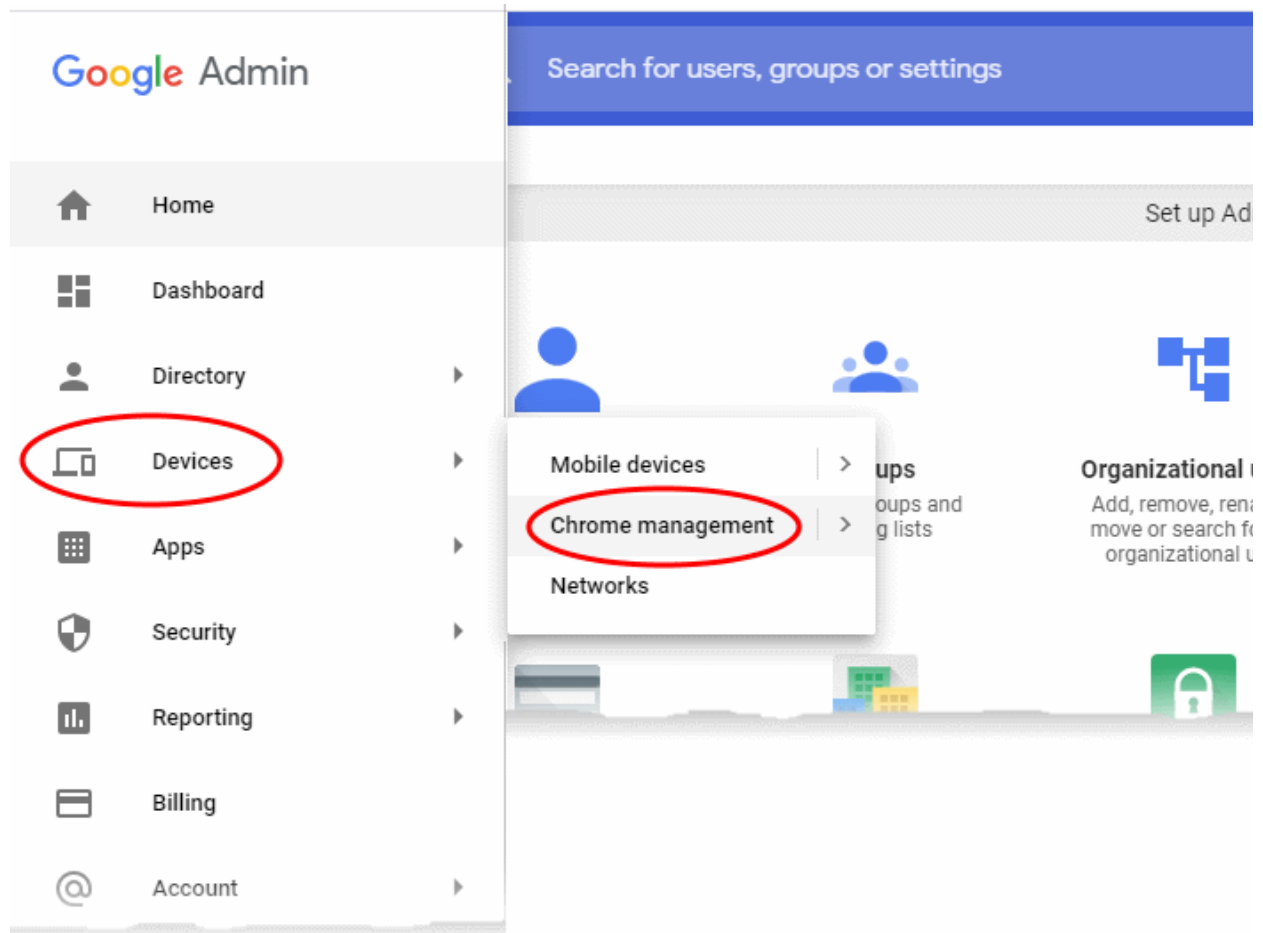 Google Admin
Search for users, groups or settings
Home
Set up Ad
Dashboard
Directory
Devices
Apps
Security
Reporting
Billing
Account
Mobile devices
Chrome management
Networks
ups
oups and
g lists
Organizational
Add, remove, rena
move or search fo
organizational u